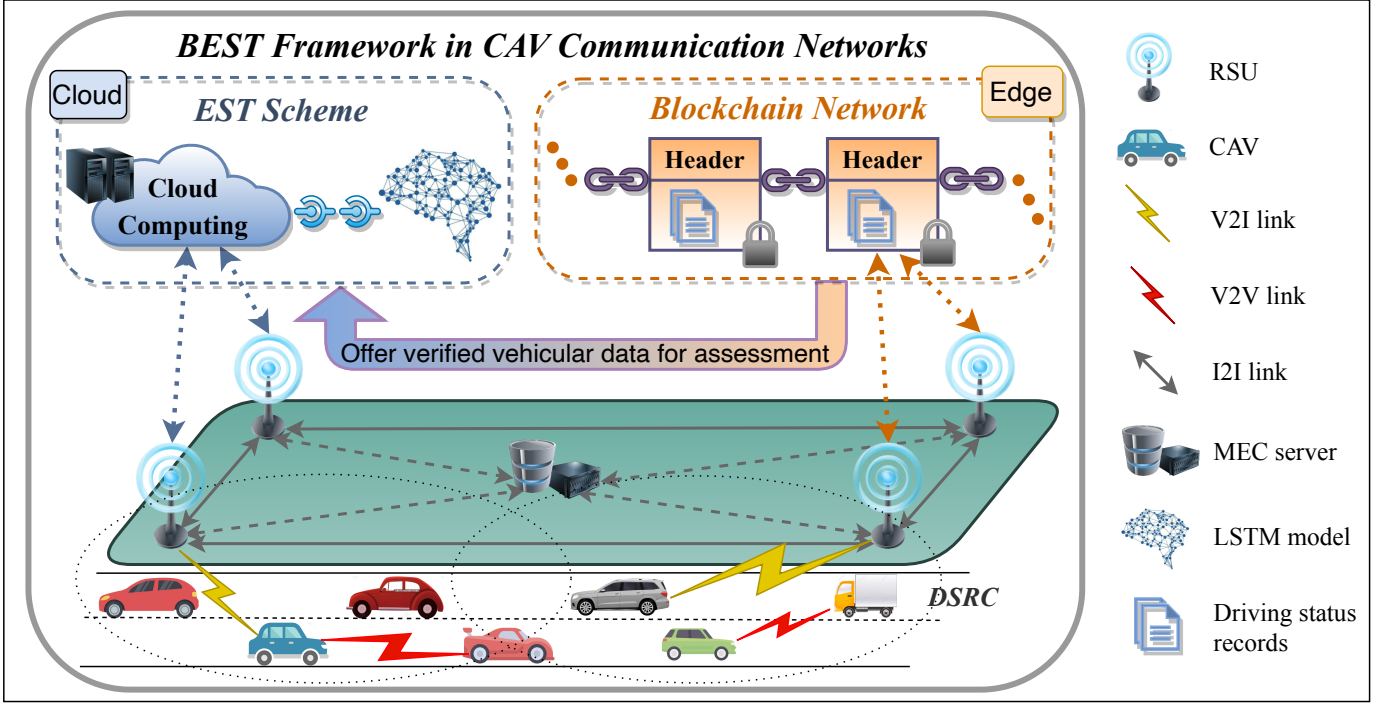 BEST Framework in CAV Communication Networks
Cloud
EST Scheme
Cloud
Computing
Blockchain Network
Edge
Header
Header
Offer verified vehicular data for assessment
DSRC
RSU
CAV
V2I link
V2V link
I2I link
MEC server
LSTM model
Driving status
records